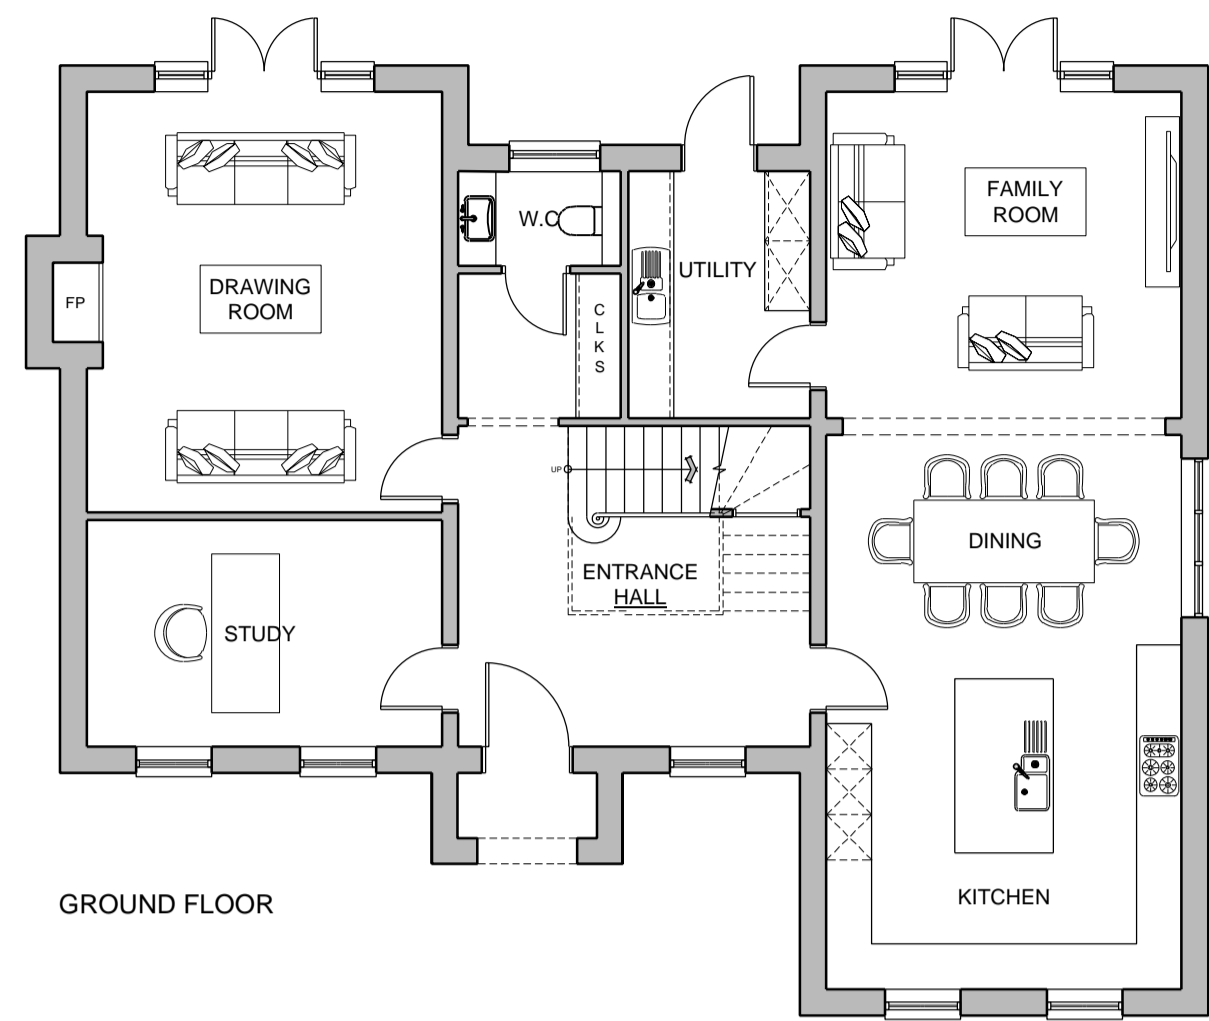 FAMILY
ROOM
W.C
UTILITY
DRAWING
ROOM
FP
C
L
K
S
UP
DINING
ENTRANCE
HALL
STUDY
KITCHEN
GROUND FLOOR